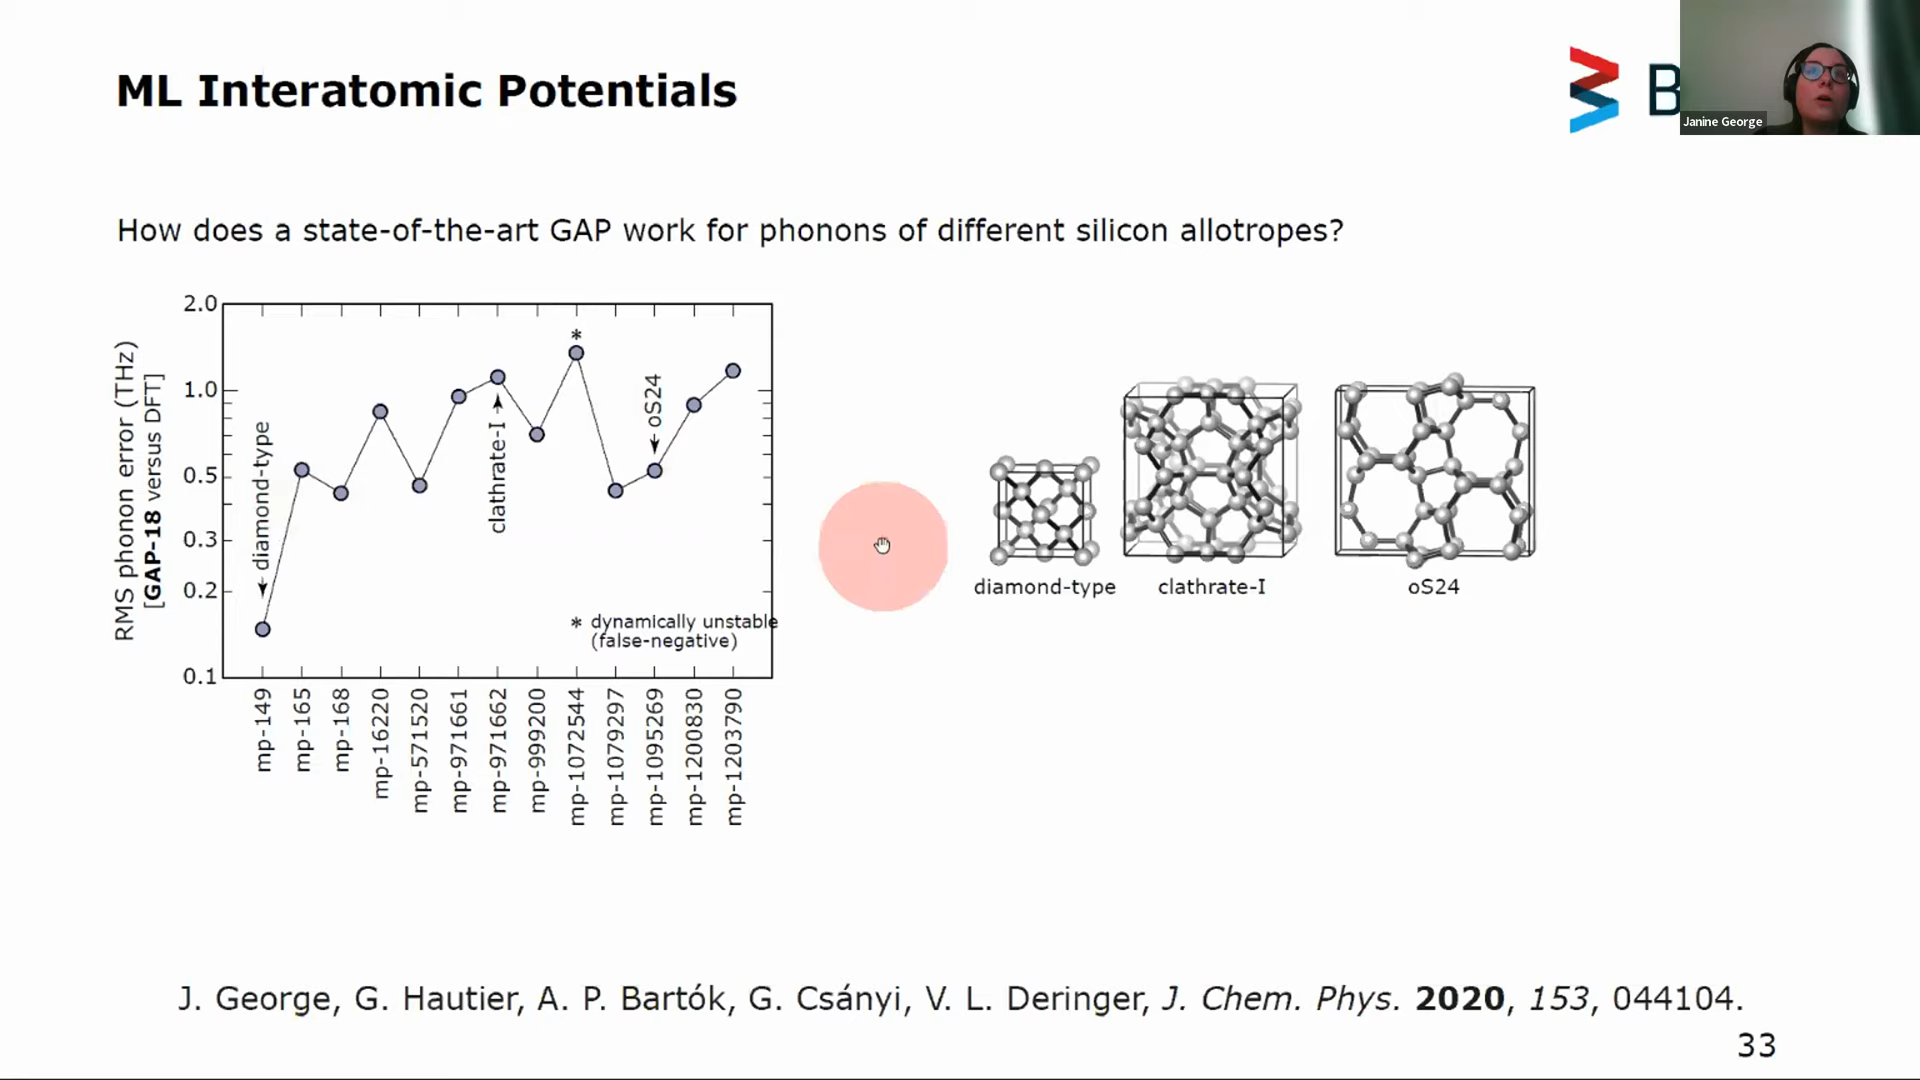 ML Interatomic Potentials
B
Janine George
How does a state-of-the-art GAP work for phonons of different silicon allotropes?
RMS phonon error (THz)
[GAP-18 versus DFT]
2.0
1.0
0.5
0.3
0.2
0.1
diamond-type
clathrate-I
*
oS24
* dynamically unstable
(false-negative)
mp-149
mp-165
mp-168
mp-16220
mp-571520
mp-971661
mp-971662
mp-999200
mp-1072544
mp-1079297
mp-1095269
mp-1200830
mp-1203790
diamond-type
clathrate-I
oS24
J. George, G. Hautier, A. P. Bartók, G. Csányi, V. L. Deringer, J. Chem. Phys. 2020, 153, 044104.
33